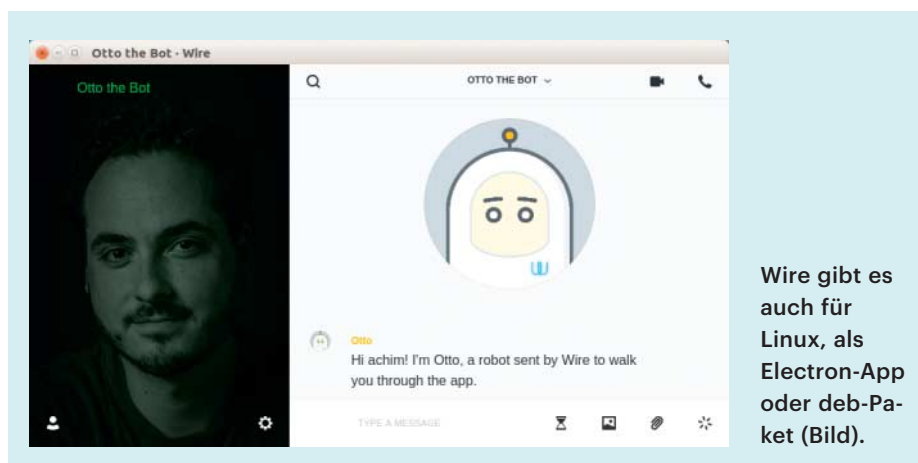 Otto the Bot - Wire
Otto the Bot
OTTO THE BOT
Otto
Hi achim! I'm Otto, a robot sent by Wire to walk
you through the app.
TYPE A MESSAGE
Wire gibt es
auch für
Linux, als
Electron-App
oder deb-Pa-
ket (Bild).